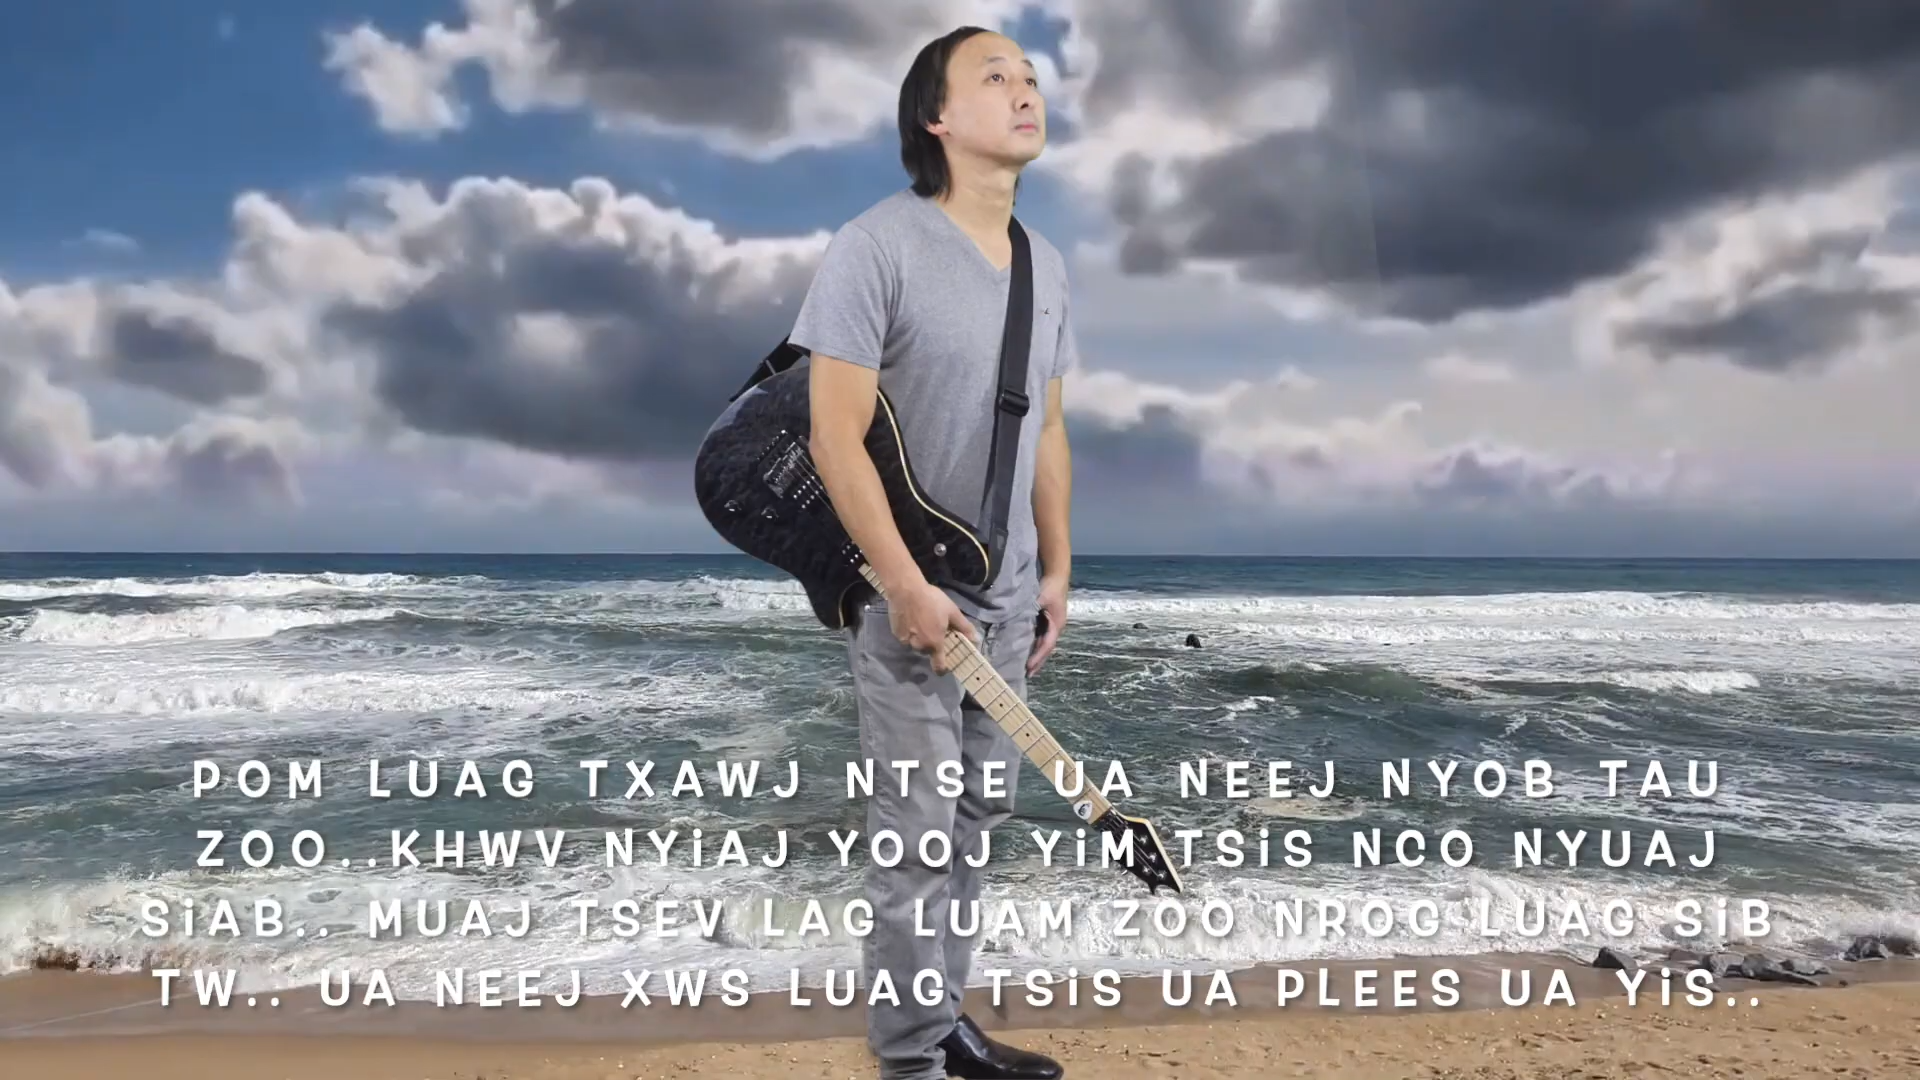 POM LUAG TXAWJ NTSE UA NEEJ NYOB TAU
ZOO..KHWV NYiAJ YOOJ YiM TSiS NCO NYUAJ
SiAB.. MUAJ TSEV LAG LUAM ZOO NROG LUAG SiB
TW.. UA NEEJ XWS LUAG TSiS UA PLEES UA YiS..